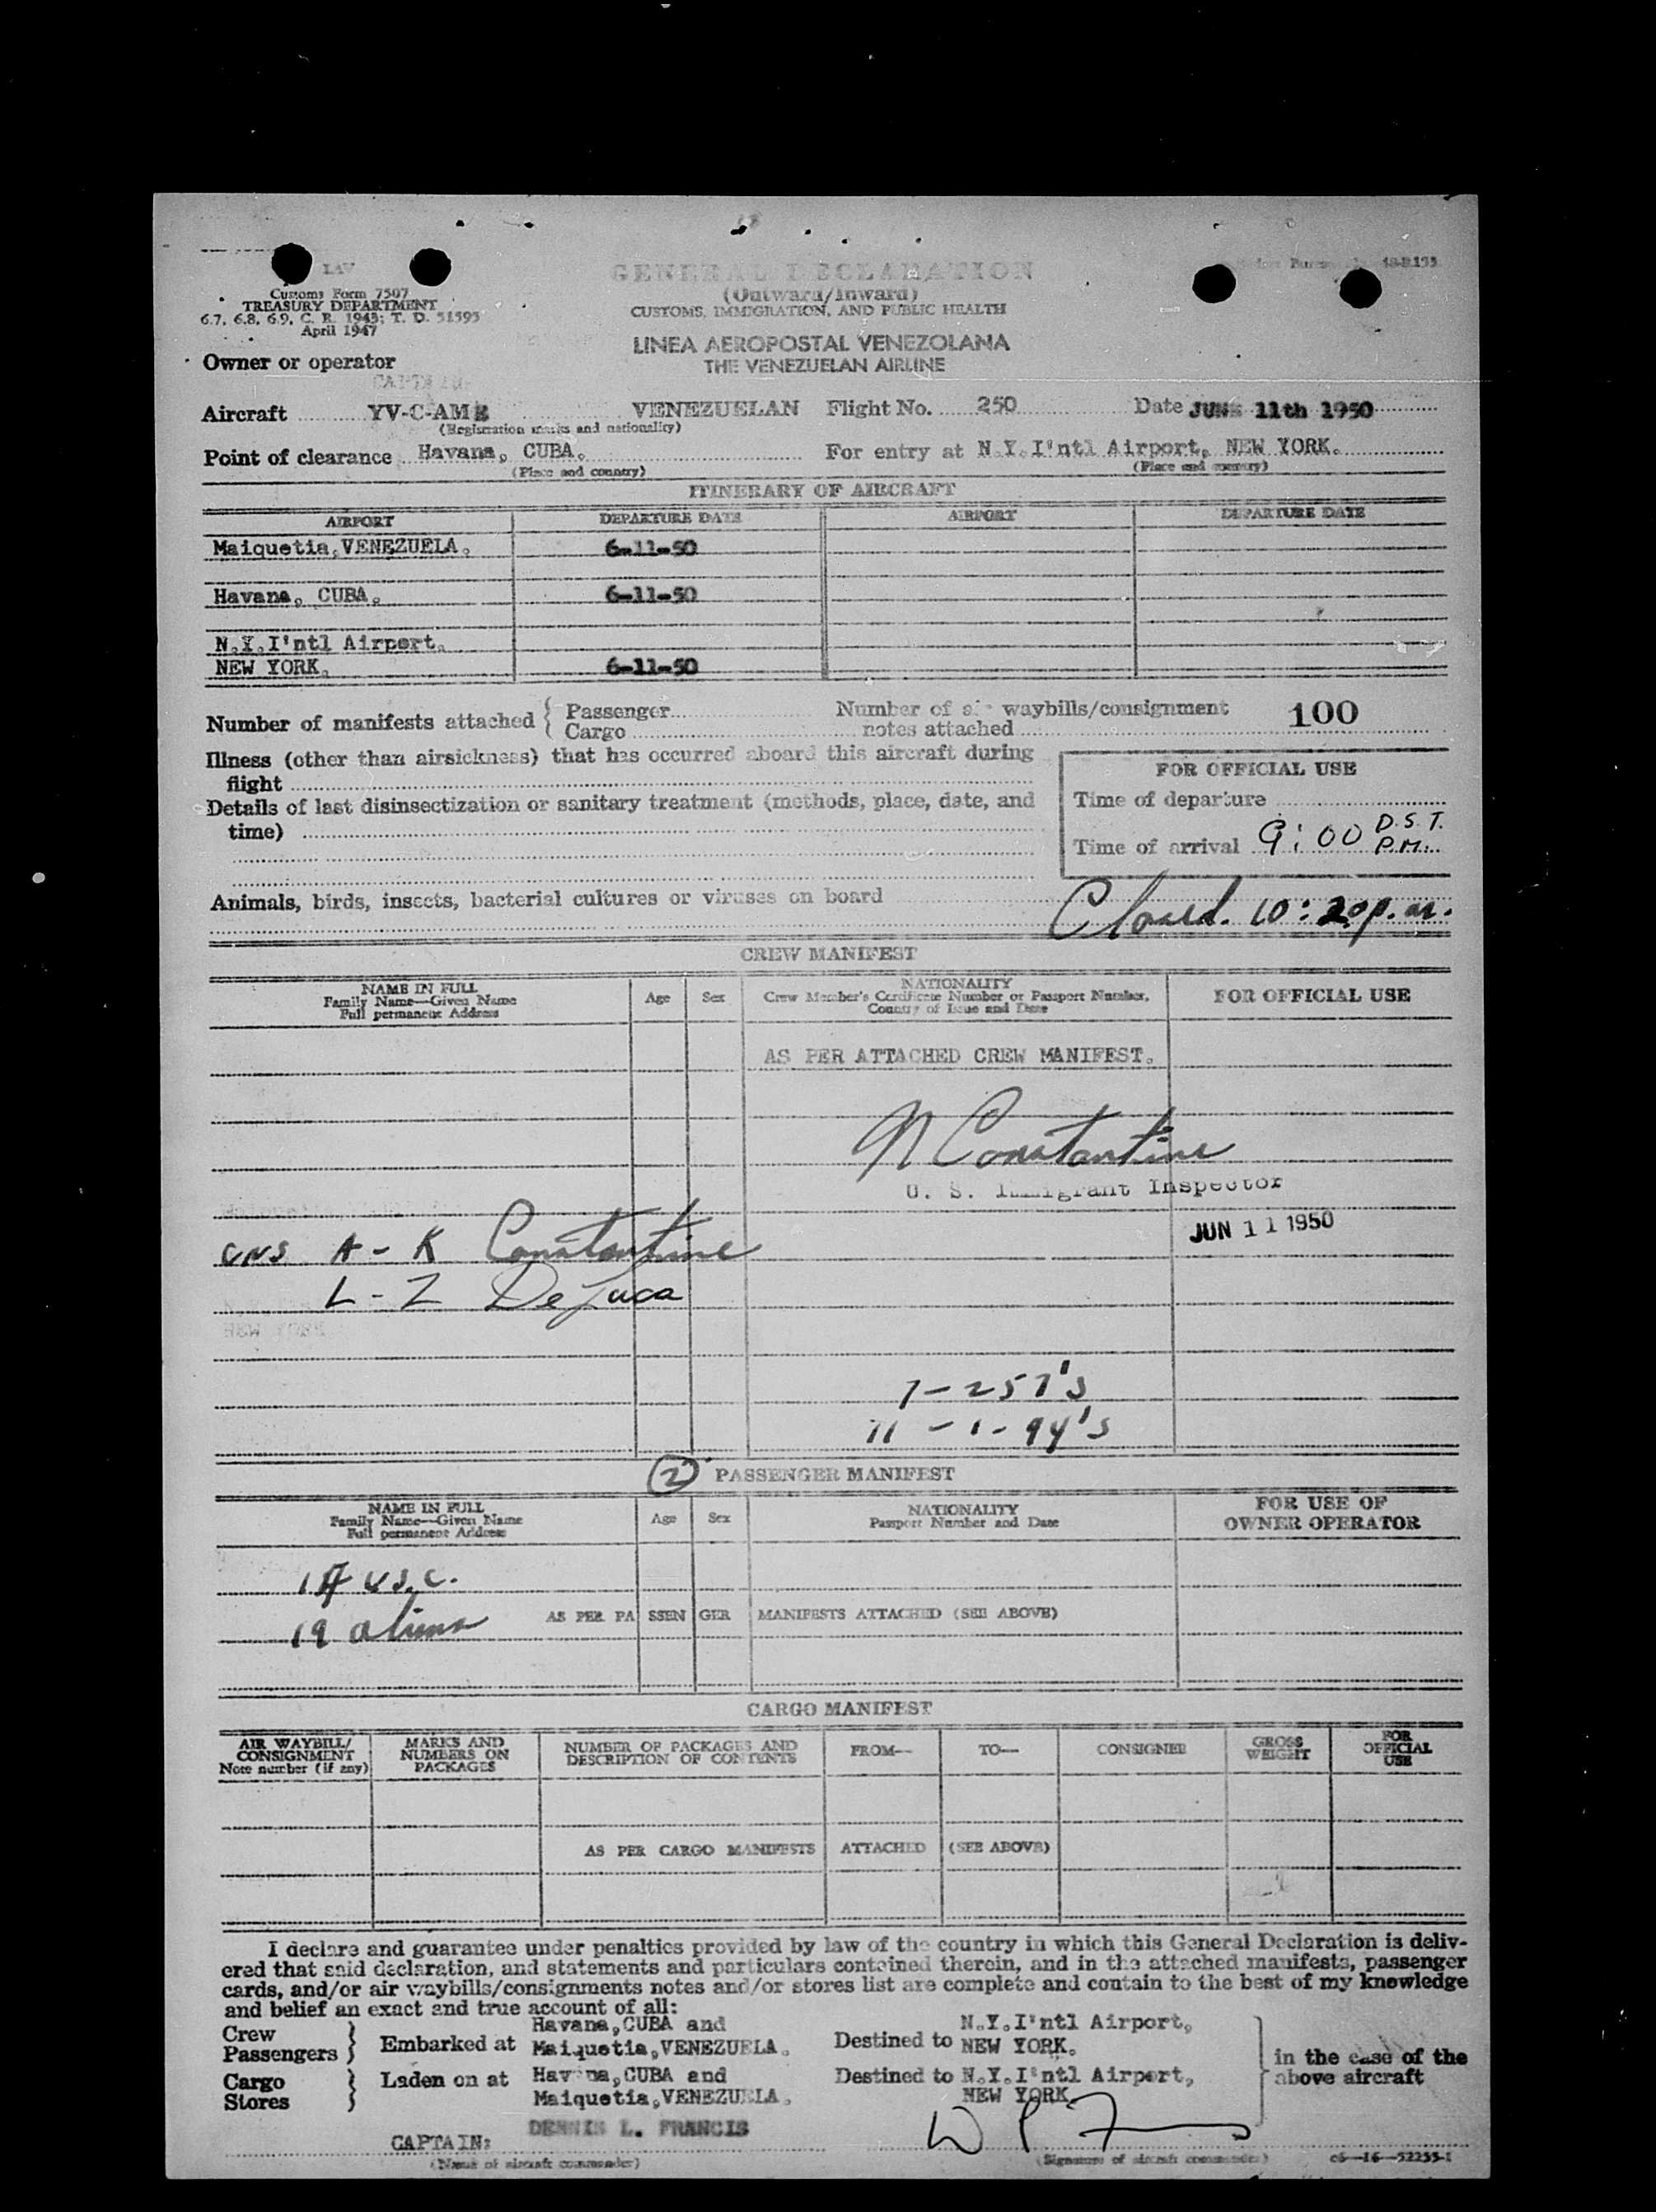 LAV
Customs Form 7507
TREASURY DEPARTMENT
6.7, 6.8, 6.9, C. R. 1943; T. D. 51595
April 1947
GENERAL DECLARATION
(Outward/Inward)
CUSTOMS, IMMIGRATION, AND PUBLIC HEALTH
LINEA AEROPOSTAL VENEZOLANA
THE VENEZUELAN AIRLINE
Owner or operator
Aircraft YV-C-AME VENEZUELAN Flight No. 250 Date JUNE 11th 1950
(Registration marks and nationality)
Point of clearance Havana, CUBA. For entry at N.Y.I'ntl Airport, NEW YORK.
(Place and country) (Place and country)
ITINERARY OF AIRCRAFT
AIRPORT DEPARTURE DATE AIRPORT DEPARTURE DATE
Maiquetia, VENEZUELA. 6-11-50
Havana, CUBA. 6-11-50
N.Y.I'ntl Airport.
NEW YORK. 6-11-50
Number of manifests attached { Passenger
Cargo
Number of air waybills/consignment
notes attached 100
Illness (other than airsickness) that has occurred aboard this aircraft during
flight
Details of last disinsectization or sanitary treatment (methods, place, date, and
time)
FOR OFFICIAL USE
Time of departure
Time of arrival 9:00 D.S.T.
P.M.
Animals, birds, insects, bacterial cultures or viruses on board
Closed. 10:20 p.m.
CREW MANIFEST
NAME IN FULL
Family Name—Given Name
Full permanent Address
Age
Sex
NATIONALITY
Crew Member's Certificate Number or Passport Number,
Country of Issue and Date
FOR OFFICIAL USE
AS PER ATTACHED CREW MANIFEST.
N Constantine
U. S. Immigrant Inspector
JUN 11 1950
A - K Constantine
L - Z DeLuca
NEW YORK
7 - 257's
11 - I-94's
(2) PASSENGER MANIFEST
NAME IN FULL
Family Name—Given Name
Full permanent Address
Age
Sex
NATIONALITY
Passport Number and Date
FOR USE OF
OWNER OPERATOR
U.S.C.
19 aliens
AS PER PASSENGER MANIFESTS ATTACHED (SEE ABOVE)
CARGO MANIFEST
AIR WAYBILL/
CONSIGNMENT
Note number (if any)
MARKS AND
NUMBERS ON
PACKAGES
NUMBER OF PACKAGES AND
DESCRIPTION OF CONTENTS
FROM—
TO—
CONSIGNEE
GROSS
WEIGHT
FOR
OFFICIAL
USE
AS PER CARGO MANIFESTS ATTACHED (SEE ABOVE)
I declare and guarantee under penalties provided by law of the country in which this General Declaration is deliv-
ered that said declaration, and statements and particulars contained therein, and in the attached manifests, passenger
cards, and/or air waybills/consignments notes and/or stores list are complete and contain to the best of my knowledge
and belief an exact and true account of all:
Crew
Passengers } Embarked at Havana, CUBA and
Maiquetia, VENEZUELA. Destined to N.Y.I'ntl Airport,
NEW YORK.
Cargo
Stores } Laden on at Havana, CUBA and
Maiquetia, VENEZUELA. Destined to N.Y.I'ntl Airport,
NEW YORK.
in the case of the
above aircraft
CAPTAIN: DENNIS L. FRANCIS
(Name of aircraft commander) (Signature of aircraft commander) c6—16—52255-1